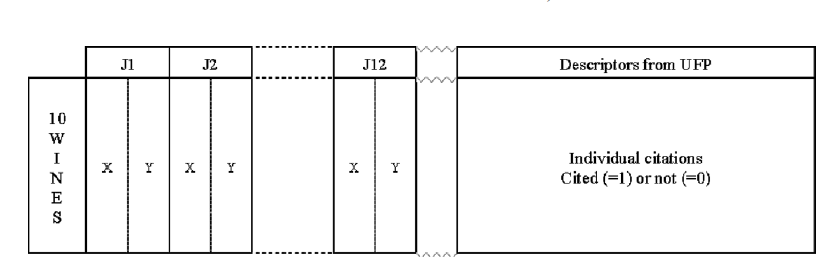 J1 J2 J12 Descriptors from UFP
10
W
I
N
E
S
X Y X Y X Y
Individual citations
Cited (=1) or not (=0)